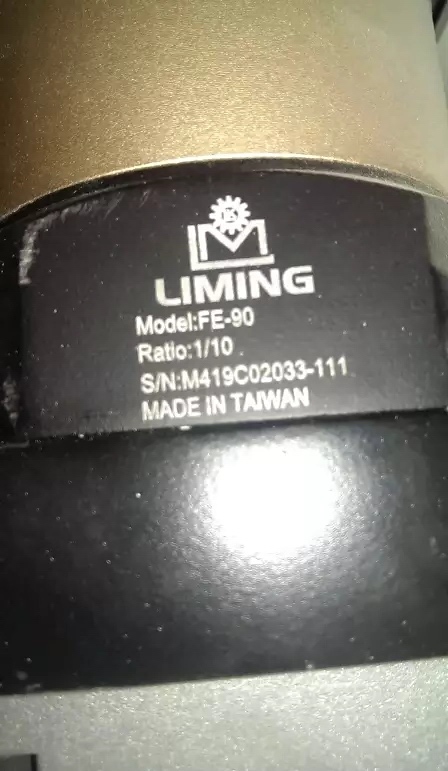 LIMING
Model:FE-90
Ratio:1/10
S/N:M419C02033-111
MADE IN TAIWAN